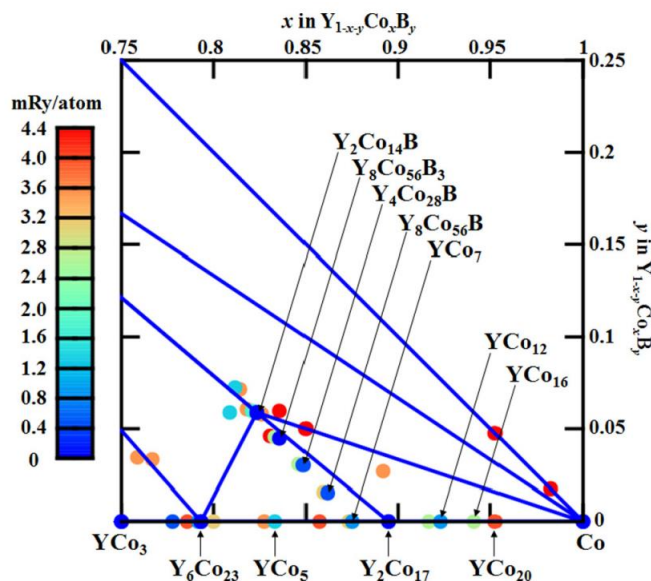 x in Y₁₋ₓ₋ᵧCoₓBᵧ
0.75 0.8 0.85 0.9 0.95 1
mRy/atom
4.4
4.0
3.6
3.2
2.8
2.4
2.0
1.6
1.2
0.8
0.4
0
Y₂Co₁₄B
Y₈Co₅₆B₃
Y₄Co₂₈B
Y₈Co₅₆B
YCo₇
YCo₁₂
YCo₁₆
0.25
0.2
0.15
0.1
0.05
0
y in Y₁₋ₓ₋ᵧCoₓBᵧ
YCo₃
Y₆Co₂₃
YCo₅
Y₂Co₁₇
YCo₂₀
Co